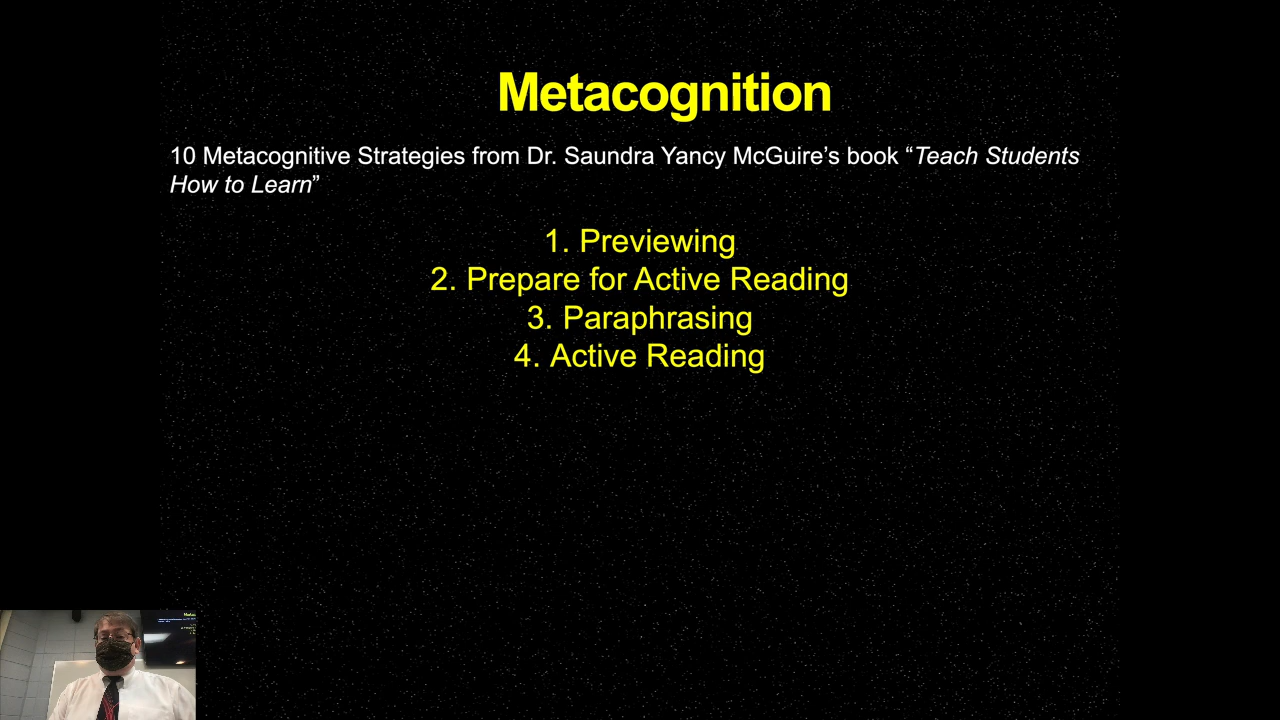 Metacognition
10 Metacognitive Strategies from Dr. Saundra Yancy McGuire’s book “Teach Students
How to Learn”
1. Previewing
2. Prepare for Active Reading
3. Paraphrasing
4. Active Reading